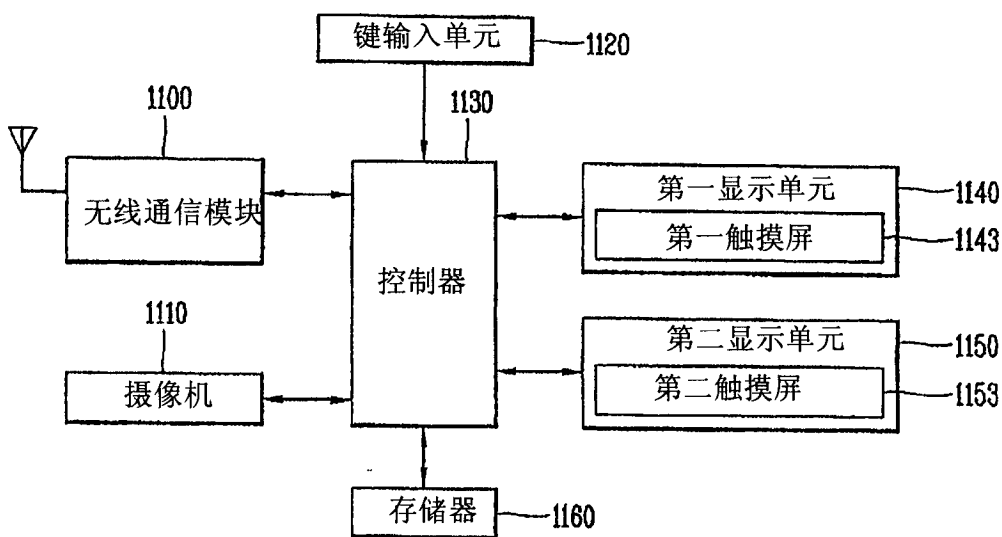 键输入单元
1120
1100
1130
无线通信模块
控制器
第一显示单元
1140
第一触摸屏
1143
1110
摄像机
第二显示单元
1150
第二触摸屏
1153
存储器
1160